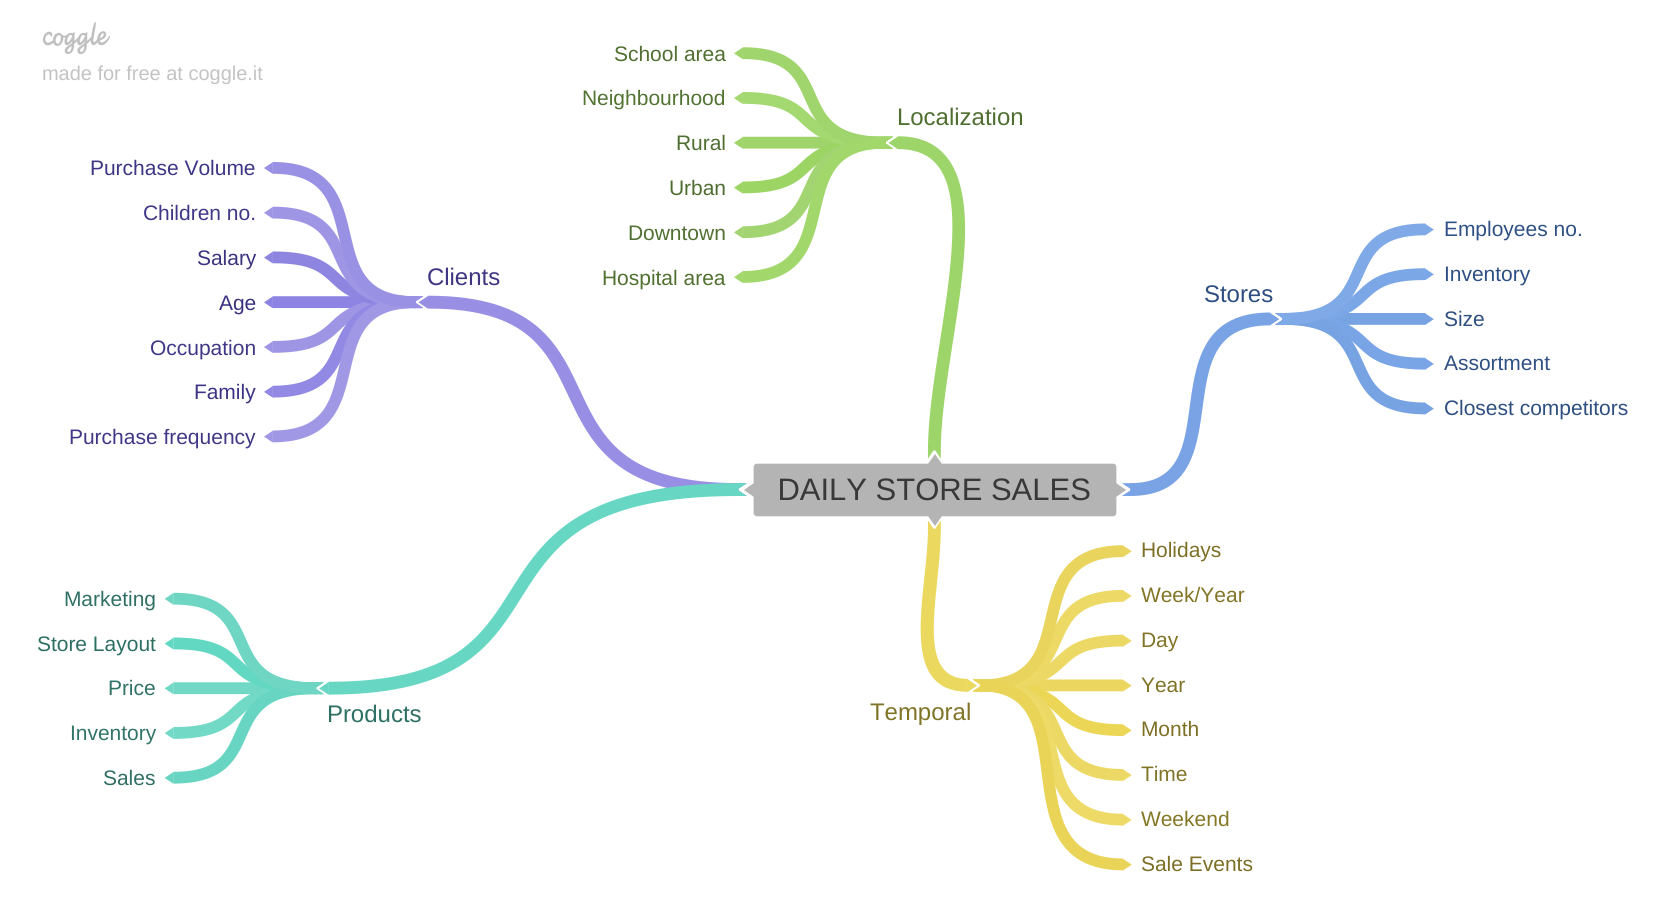 coggle
made for free at coggle.it
School area
Neighbourhood
Rural
Urban
Downtown
Hospital area
Localization
Purchase Volume
Children no.
Salary
Age
Occupation
Family
Purchase frequency
Clients
Employees no.
Inventory
Size
Assortment
Closest competitors
Stores
DAILY STORE SALES
Marketing
Store Layout
Price
Inventory
Sales
Products
Holidays
Week/Year
Day
Year
Month
Time
Weekend
Sale Events
Temporal